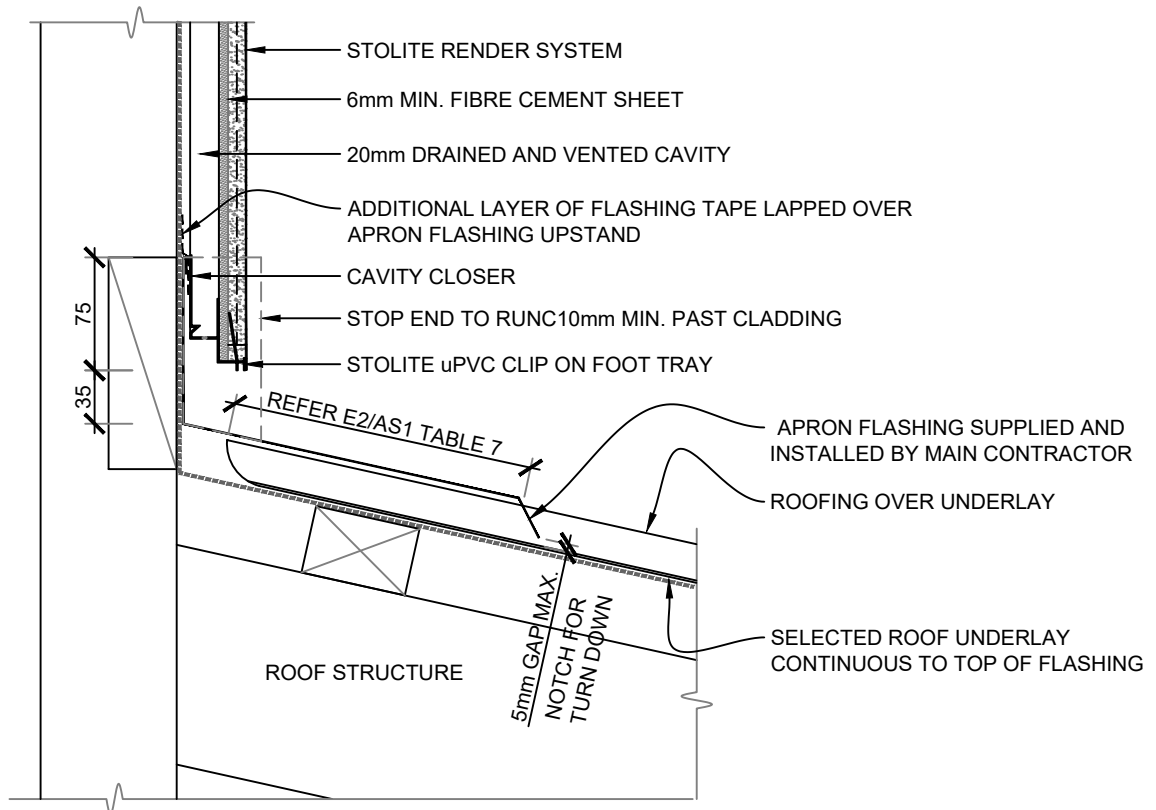 STOLITE RENDER SYSTEM
6mm MIN. FIBRE CEMENT SHEET
20mm DRAINED AND VENTED CAVITY
ADDITIONAL LAYER OF FLASHING TAPE LAPPED OVER
APRON FLASHING UPSTAND
CAVITY CLOSER
STOP END TO RUNC10mm MIN. PAST CLADDING
STOLITE uPVC CLIP ON FOOT TRAY
75
35
REFER E2/AS1 TABLE 7
APRON FLASHING SUPPLIED AND
INSTALLED BY MAIN CONTRACTOR
ROOFING OVER UNDERLAY
5mm GAP MAX.
NOTCH FOR
TURN DOWN
SELECTED ROOF UNDERLAY
CONTINUOUS TO TOP OF FLASHING
ROOF STRUCTURE